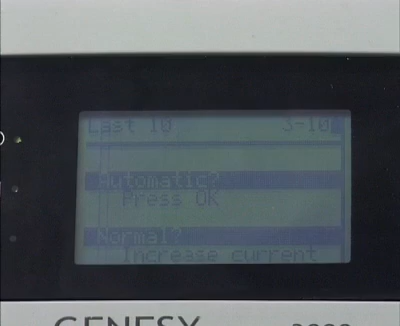 Last 10 3-10
Automatic?
Press OK
Normal?
Increase current
GENESY